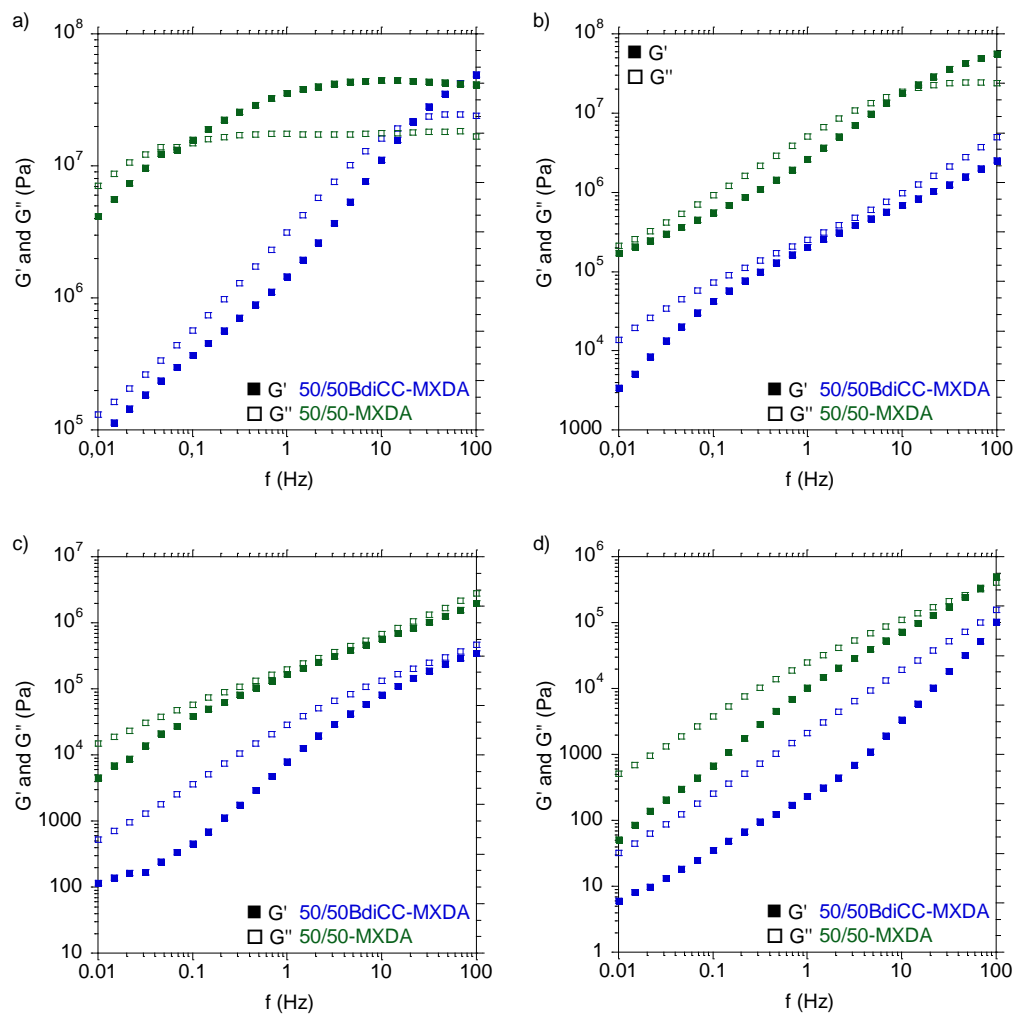 a)
G' and G" (Pa)
10^8
10^7
10^6
10^5
0,01 0,1 1 10 100
f (Hz)
G' 50/50BdiCC-MXDA
G" 50/50-MXDA
b)
G' and G" (Pa)
10^8
10^7
10^6
10^5
10^4
1000
0,01 0,1 1 10 100
f (Hz)
G'
G"
G' 50/50BdiCC-MXDA
G" 50/50-MXDA
c)
G' and G" (Pa)
10^7
10^6
10^5
10^4
1000
100
10
0.01 0.1 1 10 100
f (Hz)
G' 50/50BdiCC-MXDA
G" 50/50-MXDA
d)
G' and G" (Pa)
10^6
10^5
10^4
1000
100
10
1
0.01 0.1 1 10 100
f (Hz)
G' 50/50BdiCC-MXDA
G" 50/50-MXDA